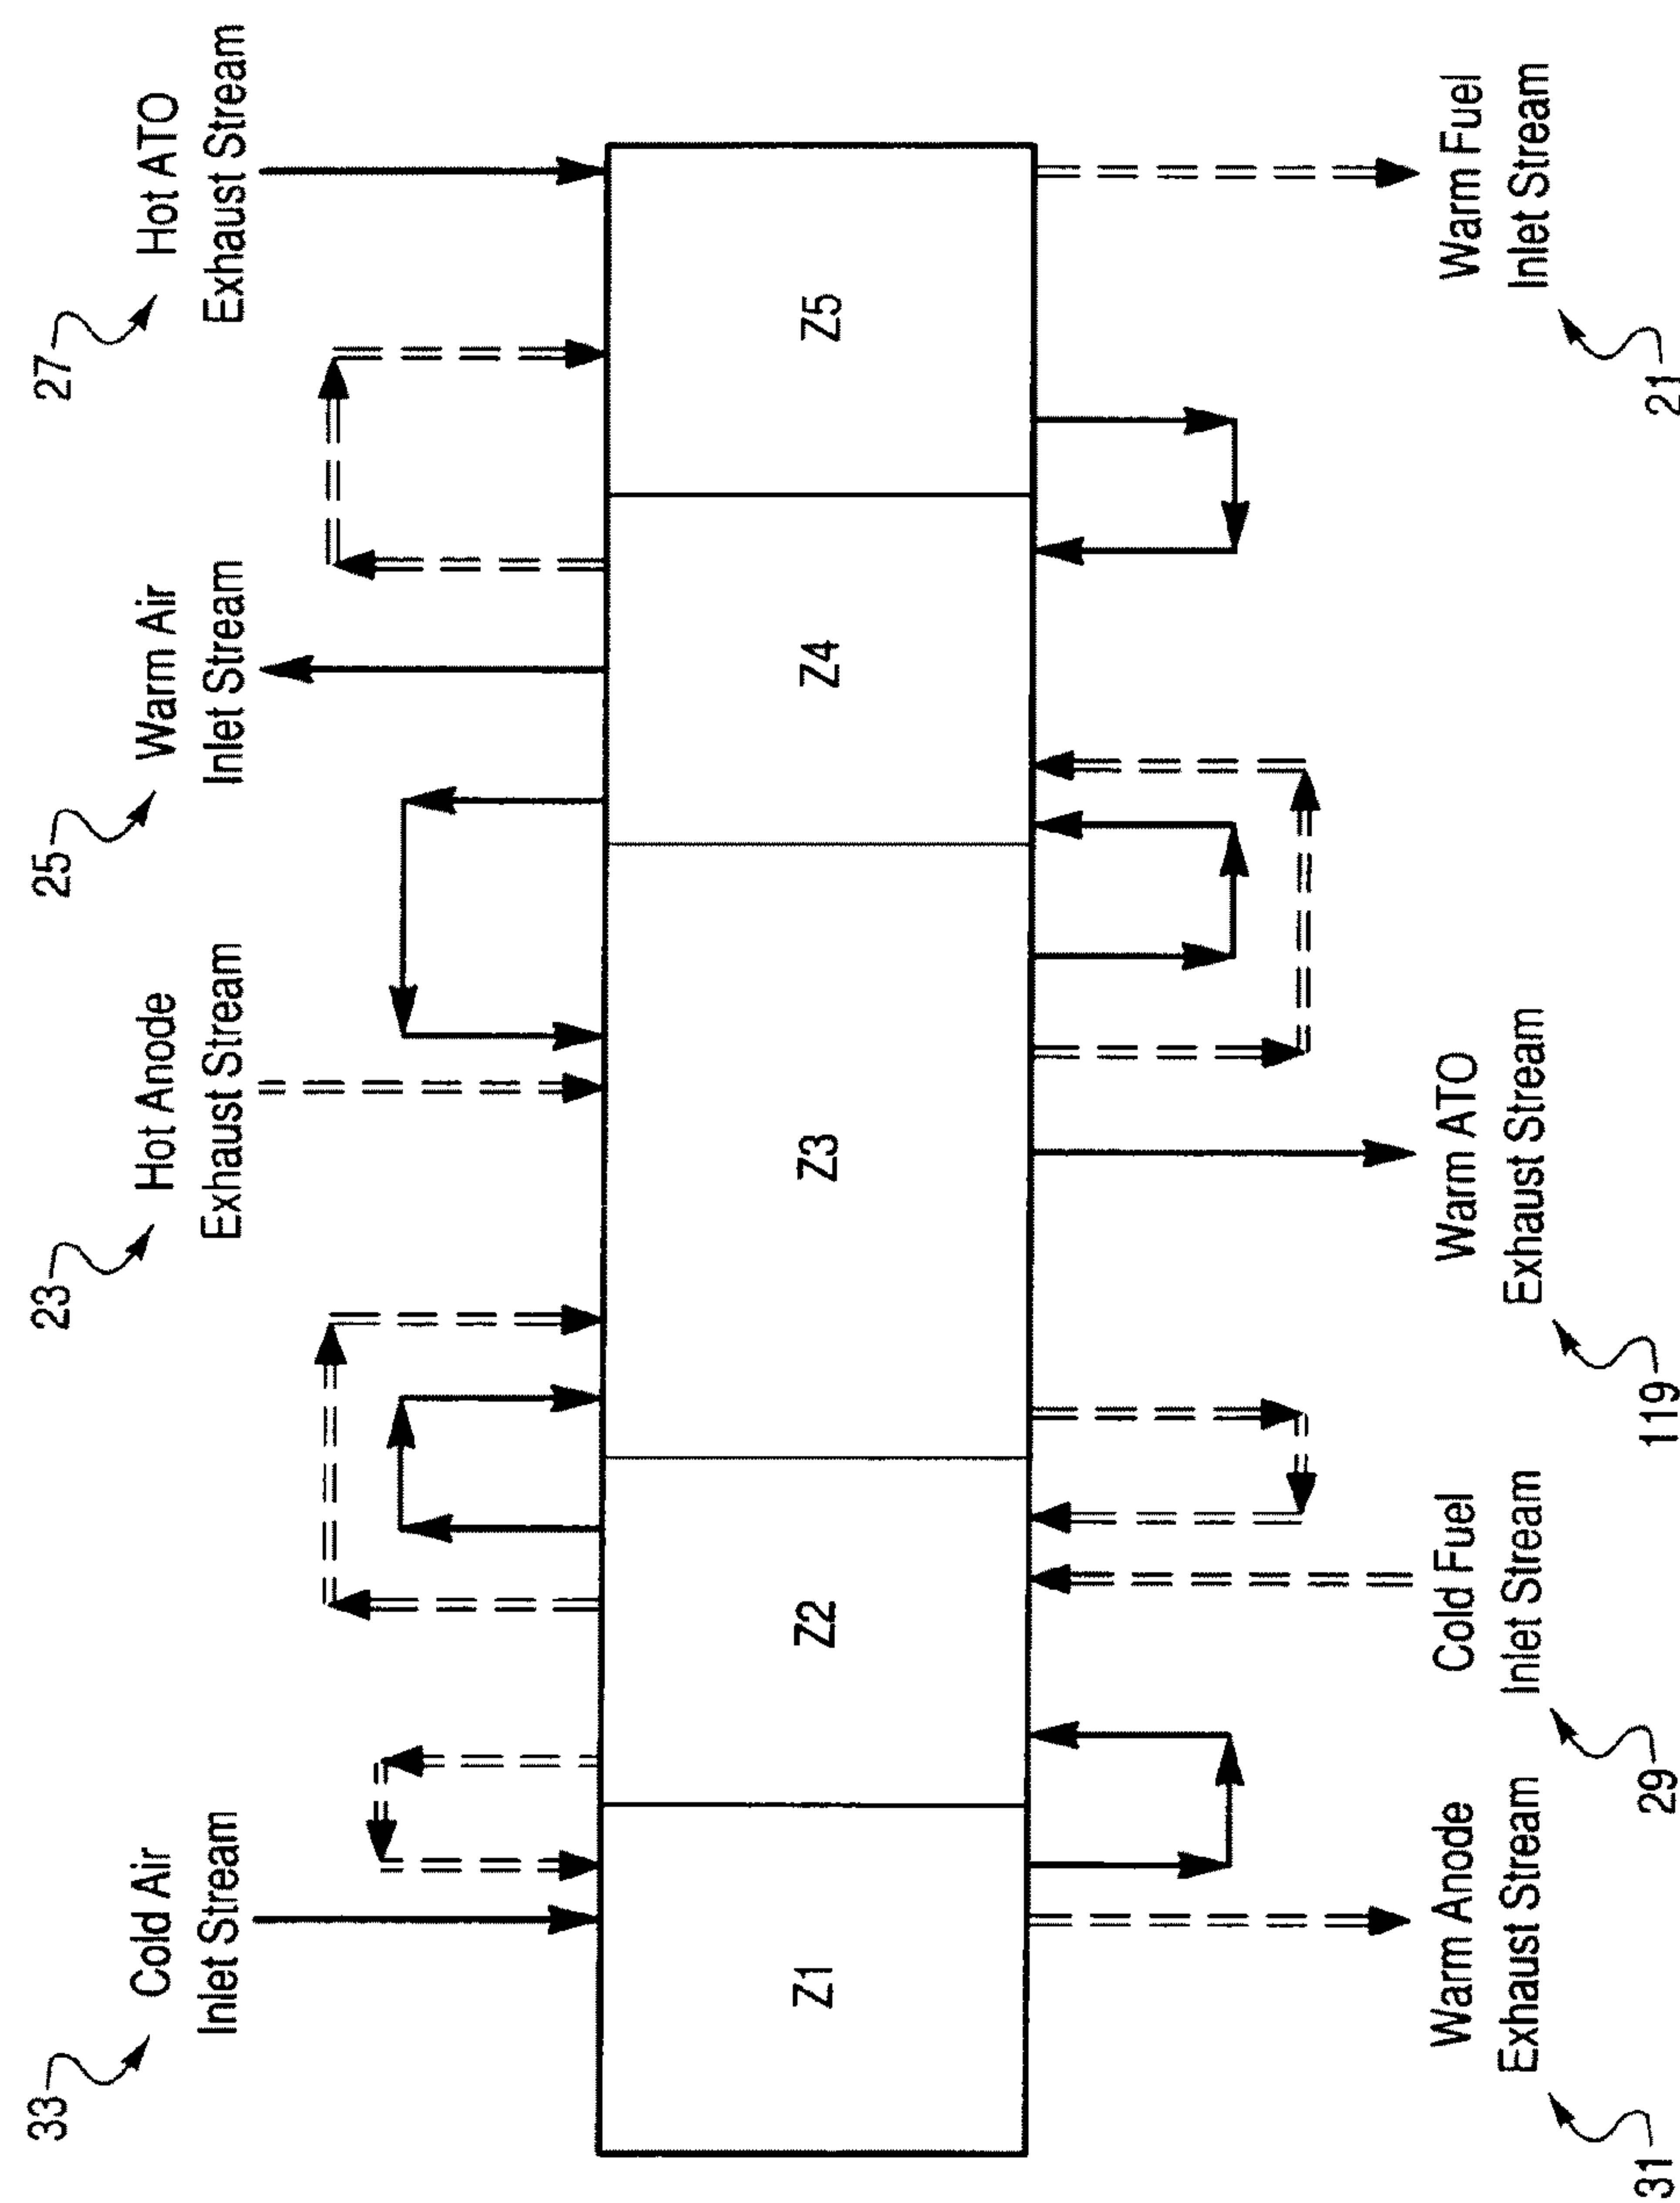 33
Cold Air
Inlet Stream
23
Hot Anode
Exhaust Stream
25
Warm Air
Inlet Stream
27
Hot ATO
Exhaust Stream
Z1
Z2
Z3
Z4
Z5
Warm Anode
Exhaust Stream
31
Cold Fuel
Inlet Stream
29
Warm ATO
Exhaust Stream
119
Warm Fuel
Inlet Stream
21